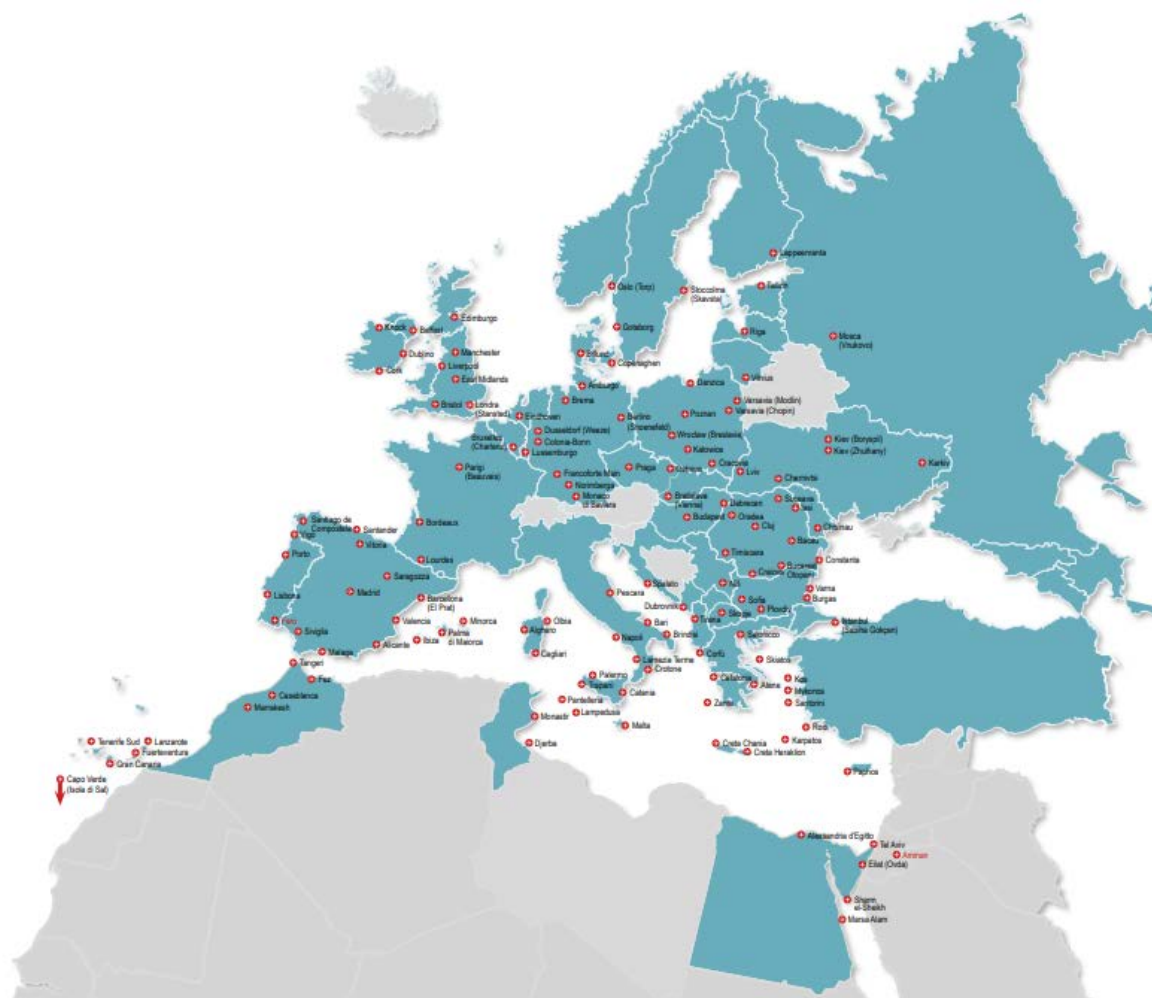 Lappeenranta
Oslo (Torp)
Stoccolma
(Skavsta)
Tallinn
Edimburgo
Knock
Belfast
Goteborg
Riga
Mosca
(Vnukovo)
Dublino
Manchester
Billund
Copenaghen
Liverpool
Cork
East Midlands
Amburgo
Danzica
Vilnius
Bristol
Londra
(Stansted)
Brema
Varsavia (Modlin)
Varsavia (Chopin)
Eindhoven
Berlino
(Shoenefeld)
Poznan
Dusseldorf (Weeze)
Wroclaw (Breslavia)
Kiev (Boryspil)
Kiev (Zhulhany)
Bruxelles
(Charleroi)
Colonia-Bonn
Lussemburgo
Katowice
Parigi
(Beauvais)
Francoforte Main
Praga
Cracovia
Lviv
Karkiv
Norimberga
Chernivtsi
Monaco
di Baviera
Bratislava
(Vienna)
Debrecen
Suceava
Iasi
Budapest
Oradea
Cluj
Chisinau
Santiago de
Compostela
Santander
Bordeaux
Vigo
Vitoria
Bacau
Porto
Lourdes
Timisoara
Constanta
Saragozza
Craiova
Bucarest
Otopeni
Spalato
Nis
Madrid
Lisbona
Barcellona
(El Prat)
Pescara
Varna
Burgas
Sofia
Dubrovnik
Plovdiv
Skopje
Faro
Valencia
Minorca
Olbia
Bari
Tirana
Istanbul
(Sabiha Gokçen)
Siviglia
Palma
di Maiorca
Alghero
Brindisi
Salonicco
Ibiza
Napoli
Alicante
Malaga
Cagliari
Corfù
Lamezia Terme
Skiatos
Tangeri
Crotone
Fez
Palermo
Trapani
Cefalonia
Atene
Kos
Casablanca
Catania
Mykonos
Marrakesh
Pantelleria
Zante
Santorini
Lampedusa
Monastir
Malta
Rodi
Tenerife Sud
Lanzarote
Djerba
Creta Chania
Karpatos
Fuerteventura
Creta Heraklion
Gran Canaria
Paphos
Capo Verde
(Isola di Sal)
Alessandria d'Egitto
Tel Aviv
Amman
Eilat (Ovda)
Sharm
el-Sheikh
Marsa Alam